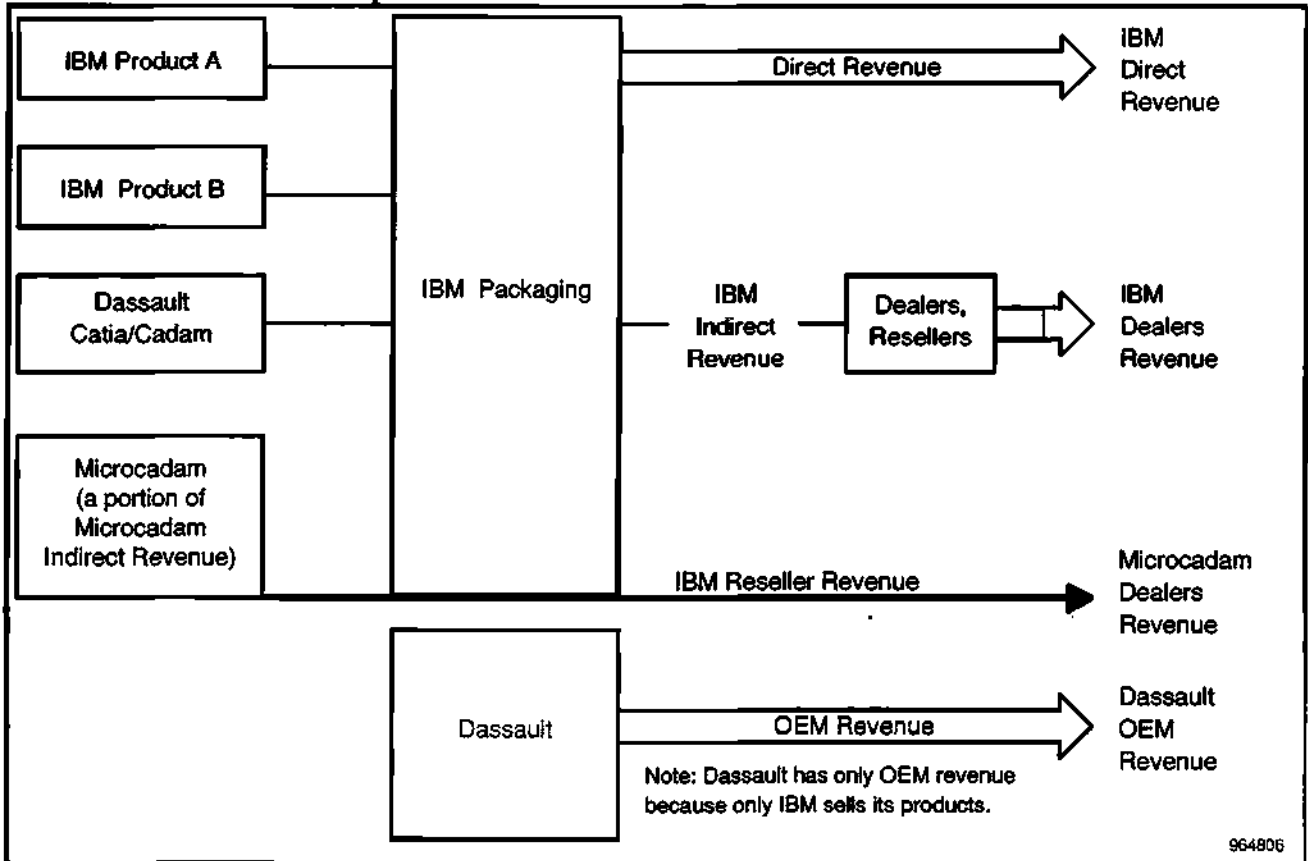 IBM Product A
Direct Revenue
IBM
Direct
Revenue
IBM Product B
Dassault
Catia/Cadam
IBM Packaging
IBM
Indirect
Revenue
Dealers,
Resellers
IBM
Dealers
Revenue
Microcadam
(a portion of
Microcadam
Indirect Revenue)
IBM Reseller Revenue
Microcadam
Dealers
Revenue
Dassault
OEM Revenue
Dassault
OEM
Revenue
Note: Dassault has only OEM revenue
because only IBM sells its products.
964806